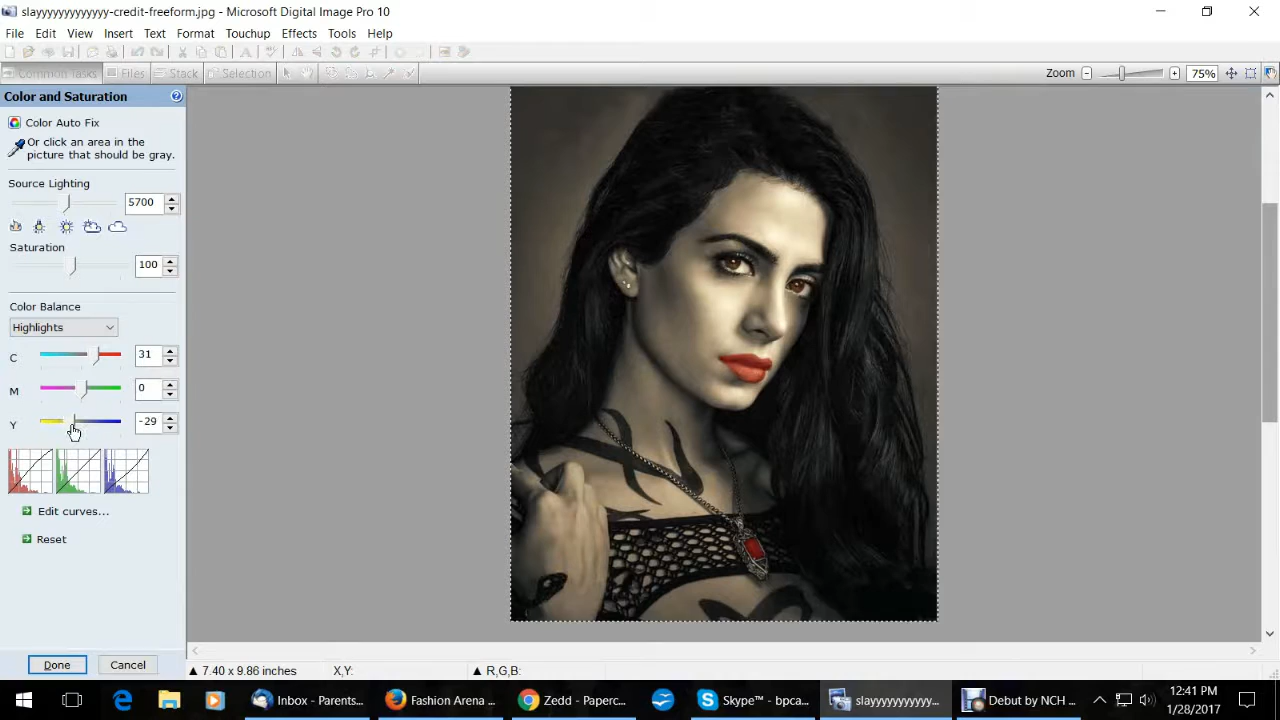 slayyyyyyyyyyyy-credit-freeform.jpg - Microsoft Digital Image Pro 10
File Edit View Insert Text Format Touchup Effects Tools Help
Common Tasks Files Stack Selection Zoom 75%
Color and Saturation
Color Auto Fix
Or click an area in the
picture that should be gray.
Source Lighting
5700
Saturation
100
Color Balance
Highlights
C 31
M 0
Y -29
Edit curves...
Reset
Done Cancel
7.40 x 9.86 inches X,Y: R,G,B:
Inbox - Parents... Fashion Arena ... Zedd - Paperc... Skype™ - bpca... slayyyyyyyyyy... Debut by NCH ... 12:41 PM
1/28/2017